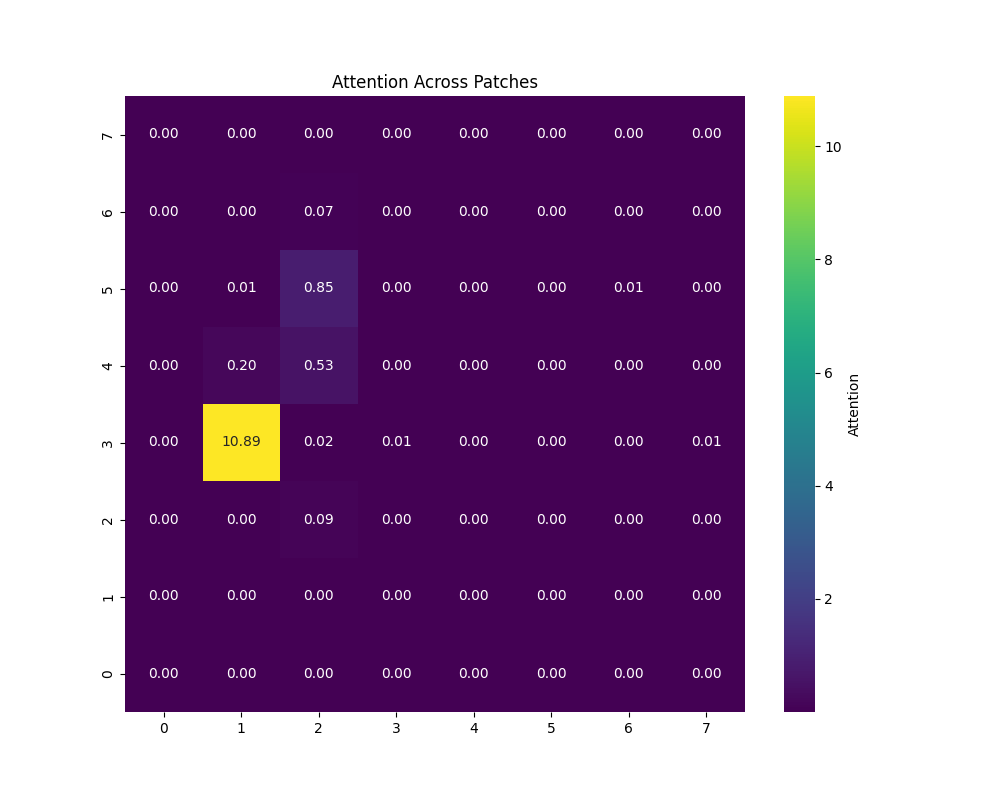 Attention Across Patches
7 0.00 0.00 0.00 0.00 0.00 0.00 0.00 0.00 10
6 0.00 0.00 0.07 0.00 0.00 0.00 0.00 0.00
5 0.00 0.01 0.85 0.00 0.00 0.00 0.01 0.00 8
4 0.00 0.20 0.53 0.00 0.00 0.00 0.00 0.00 6
Attention
3 0.00 10.89 0.02 0.01 0.00 0.00 0.00 0.01
4
2 0.00 0.00 0.09 0.00 0.00 0.00 0.00 0.00
1 0.00 0.00 0.00 0.00 0.00 0.00 0.00 0.00 2
0 0.00 0.00 0.00 0.00 0.00 0.00 0.00 0.00
0 1 2 3 4 5 6 7